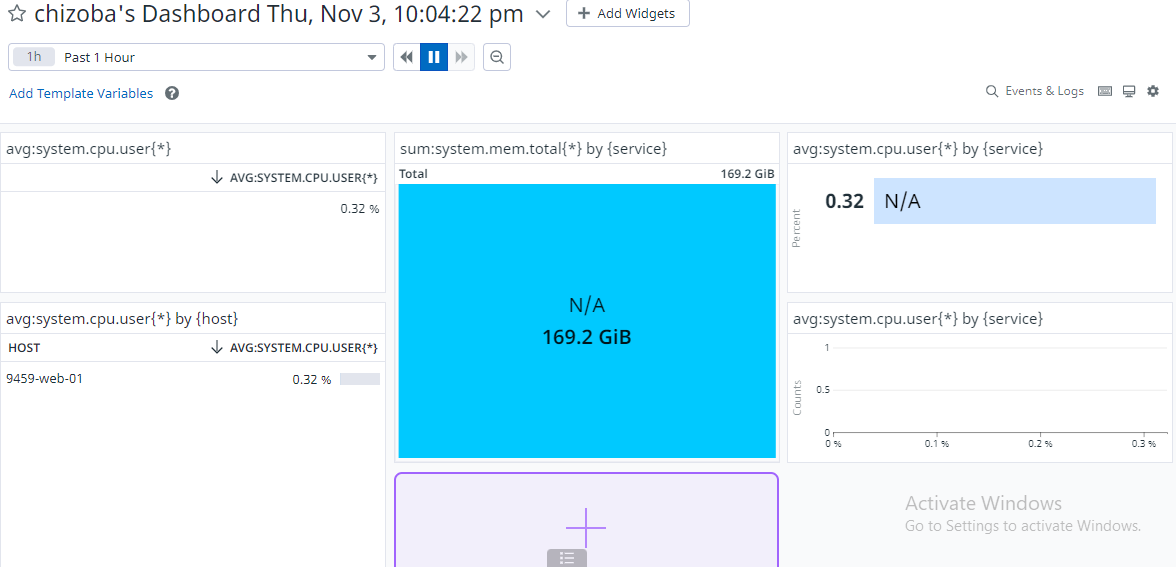 chizoba's Dashboard Thu, Nov 3, 10:04:22 pm
+ Add Widgets
1h Past 1 Hour
Add Template Variables ?
Events & Logs
avg:system.cpu.user{*}
AVG:SYSTEM.CPU.USER{*}
0.32 %
sum:system.mem.total{*} by {service}
Total 169.2 GiB
N/A
169.2 GiB
avg:system.cpu.user{*} by {service}
Percent
0.32 N/A
avg:system.cpu.user{*} by {host}
HOST AVG:SYSTEM.CPU.USER{*}
9459-web-01 0.32 %
avg:system.cpu.user{*} by {service}
Counts
1
0.5
0
0 % 0.1 % 0.2 % 0.3 %
Activate Windows
Go to Settings to activate Windows.